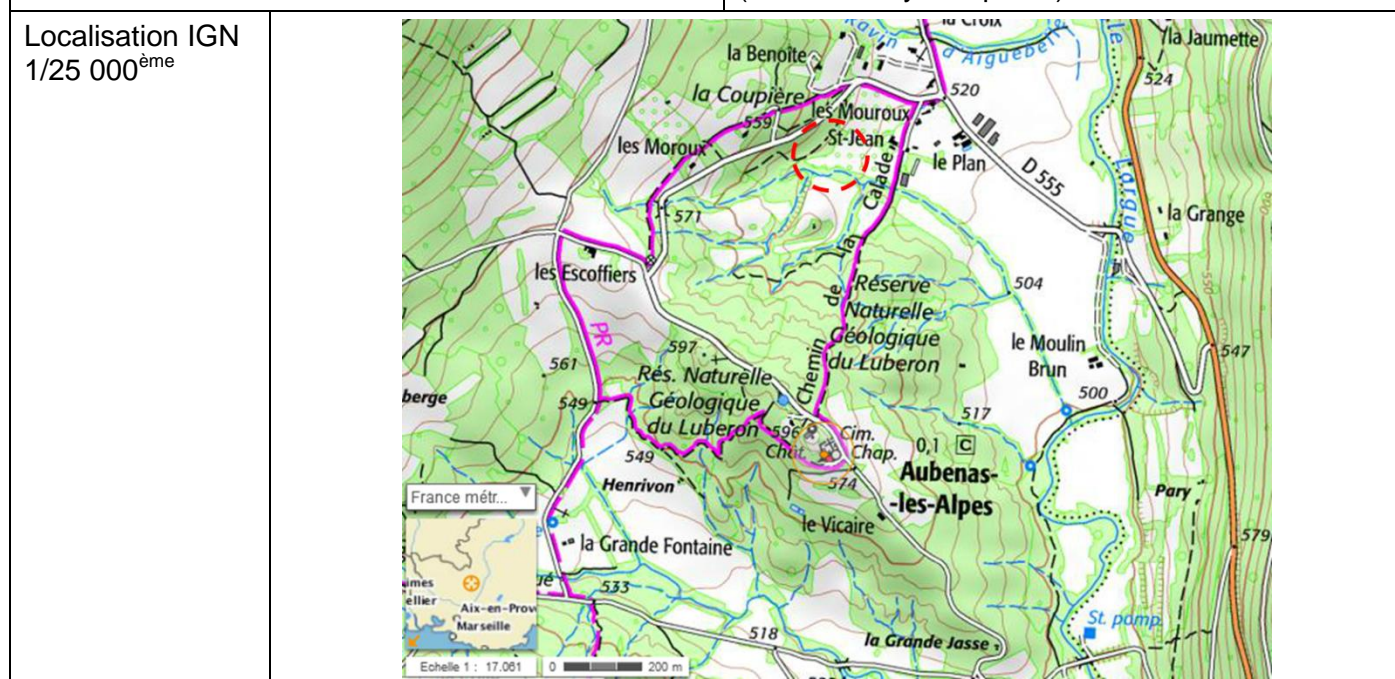 Localisation IGN
1/25 000ème
la Croix
Ravin d'Aiguebelle
la Jaumette
la Benoîte
524
520
la Coupière
les Mouroux
559
St-Jean
les Moroux
le Plan
D 555
Largue
la Grange
571
les Escoffiers
Chemin de la Calade
Réserve
Naturelle
Géologique
du Luberon
504
550
PR
597
le Moulin
Brun
547
561
Rés. Naturelle
Géologique
du Luberon
500
berge
549
517
596
Cim.
Chât.
Chap.
0,1 C
Aubenas-
-les-Alpes
549
574
Henrivon
Pary
France métr...
le Vicaire
579
la Grande Fontaine
533
imes
ellier
Aix-en-Prov
Marseille
St. pomp.
518
la Grande Jasse
Echelle 1 : 17.061
0
200 m